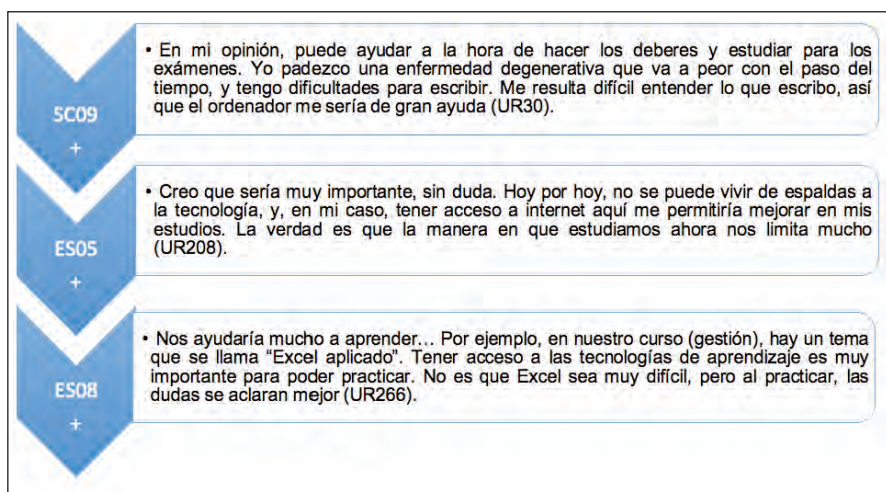 • En mi opinión, puede ayudar a la hora de hacer los deberes y estudiar para los
exámenes. Yo padezco una enfermedad degenerativa que va a peor con el paso del
tiempo, y tengo dificultades para escribir. Me resulta difícil entender lo que escribo, así
que el ordenador me sería de gran ayuda (UR30).
SC09
+
• Creo que sería muy importante, sin duda. Hoy por hoy, no se puede vivir de espaldas a
la tecnología, y, en mi caso, tener acceso a internet aquí me permitiría mejorar en mis
estudios. La verdad es que la manera en que estudiamos ahora nos limita mucho
(UR208).
ES05
+
• Nos ayudaría mucho a aprender… Por ejemplo, en nuestro curso (gestión), hay un tema
que se llama “Excel aplicado”. Tener acceso a las tecnologías de aprendizaje es muy
importante para poder practicar. No es que Excel sea muy difícil, pero al practicar, las
dudas se aclaran mejor (UR266).
ES08
+